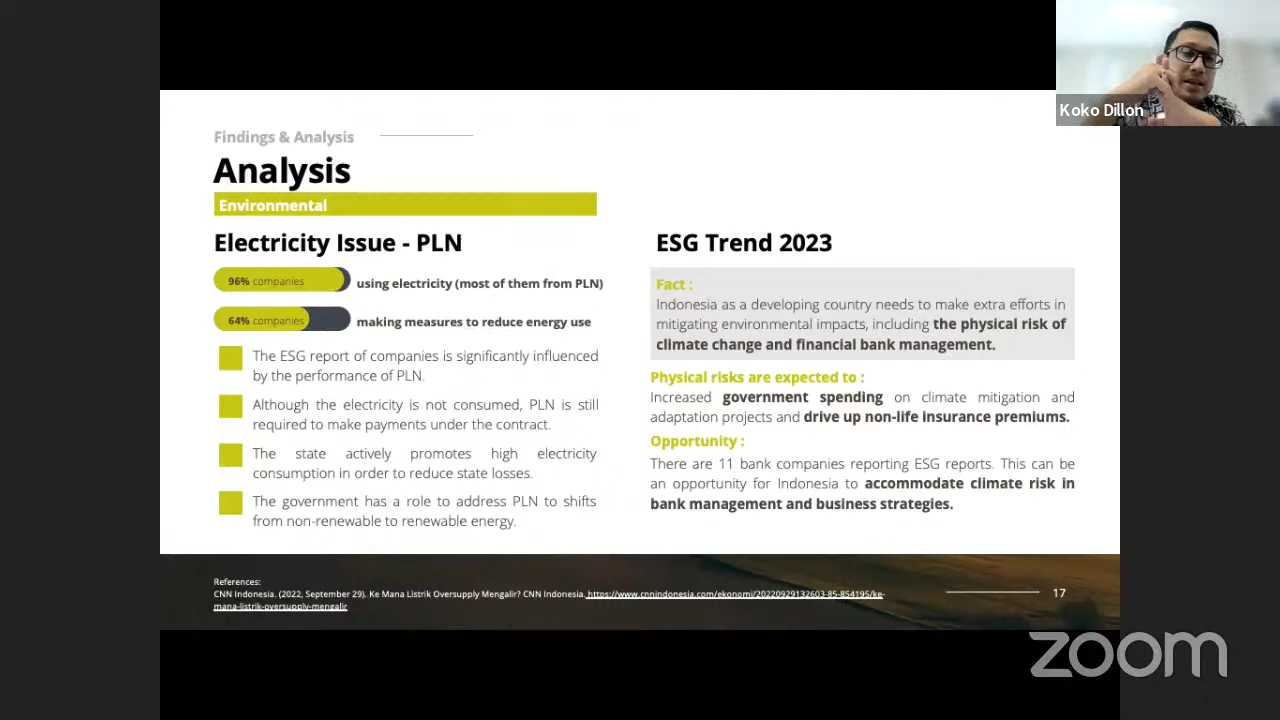 Koko Dillon
Findings & Analysis
Analysis
Environmental
Electricity Issue - PLN
96% companies
using electricity (most of them from PLN)
64% companies
making measures to reduce energy use
The ESG report of companies is significantly influenced
by the performance of PLN.
Although the electricity is not consumed, PLN is still
required to make payments under the contract.
The state actively promotes high electricity
consumption in order to reduce state losses.
The government has a role to address PLN to shifts
from non-renewable to renewable energy.
ESG Trend 2023
Fact :
Indonesia as a developing country needs to make extra efforts in
mitigating environmental impacts, including the physical risk of
climate change and financial bank management.
Physical risks are expected to :
Increased government spending on climate mitigation and
adaptation projects and drive up non-life insurance premiums.
Opportunity :
There are 11 bank companies reporting ESG reports. This can be
an opportunity for Indonesia to accommodate climate risk in
bank management and business strategies.
References:
CNN Indonesia. (2022, September 29). Ke Mana Listrik Oversupply Mengalir? CNN Indonesia. https://www.cnnindonesia.com/ekonomi/20220929132603-85-854195/ke-
mana-listrik-oversupply-mengalir
17
zoom